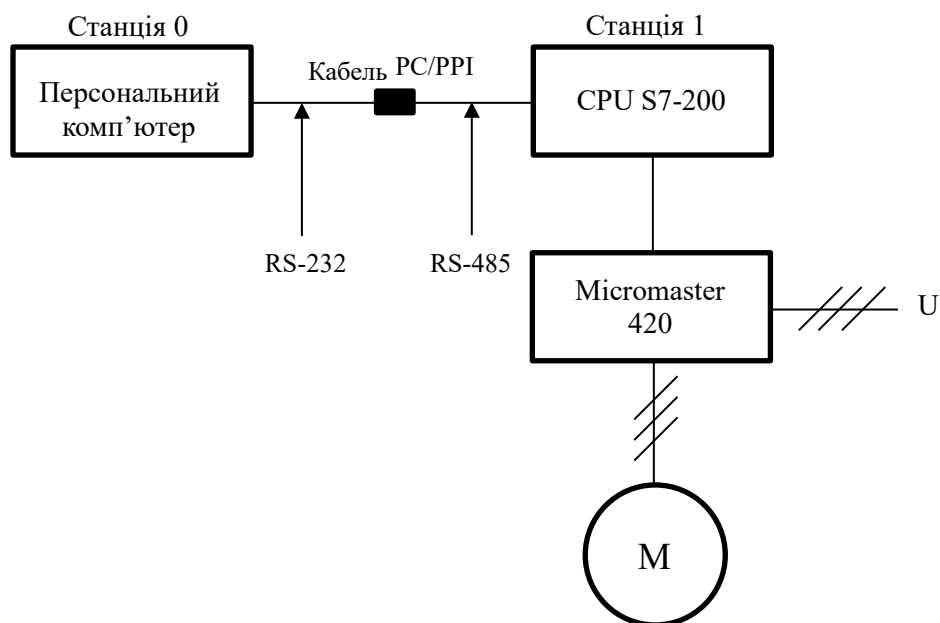 Станція 0
Станція 1
Кабель PC/PPI
Персональний
комп’ютер
CPU S7-200
RS-232
RS-485
Micromaster
420
U
M